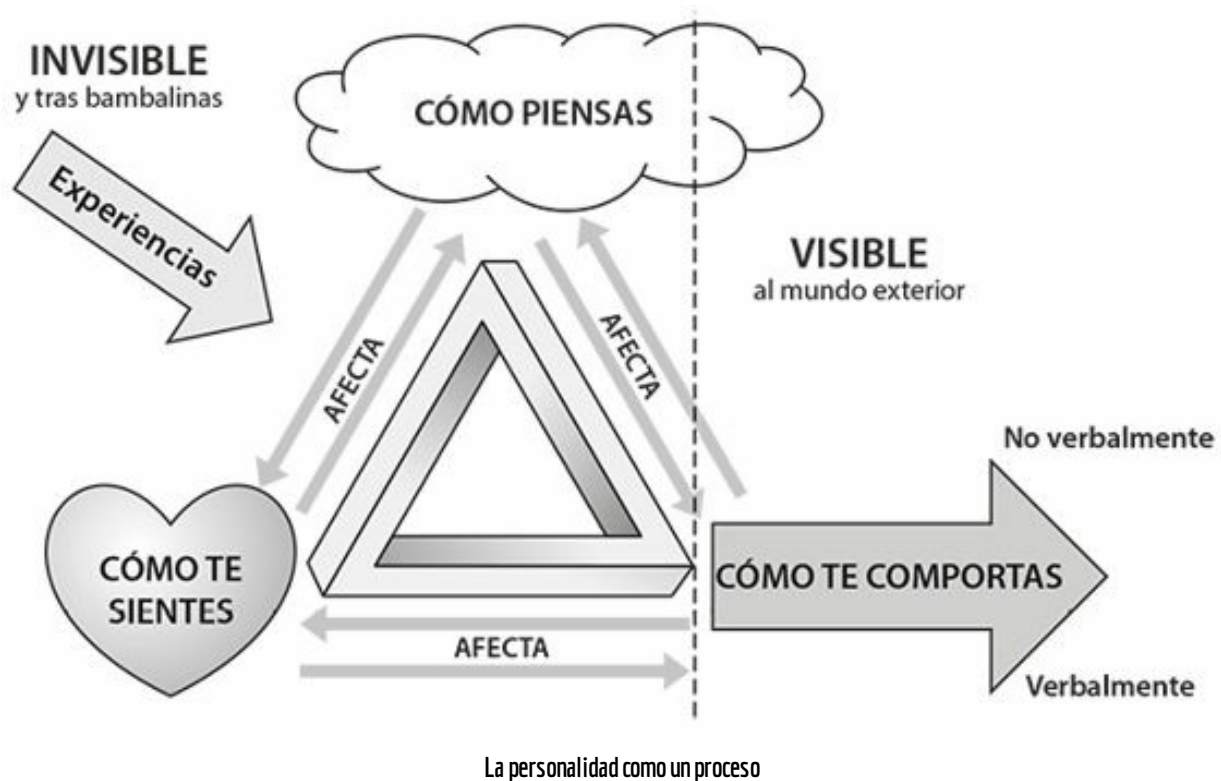 INVISIBLE
y tras bambalinas
CÓMO PIENSAS
Experiencias
VISIBLE
al mundo exterior
AFECTA
AFECTA
No verbalmente
CÓMO TE
SIENTES
CÓMO TE COMPORTAS
AFECTA
Verbalmente
La personalidad como un proceso